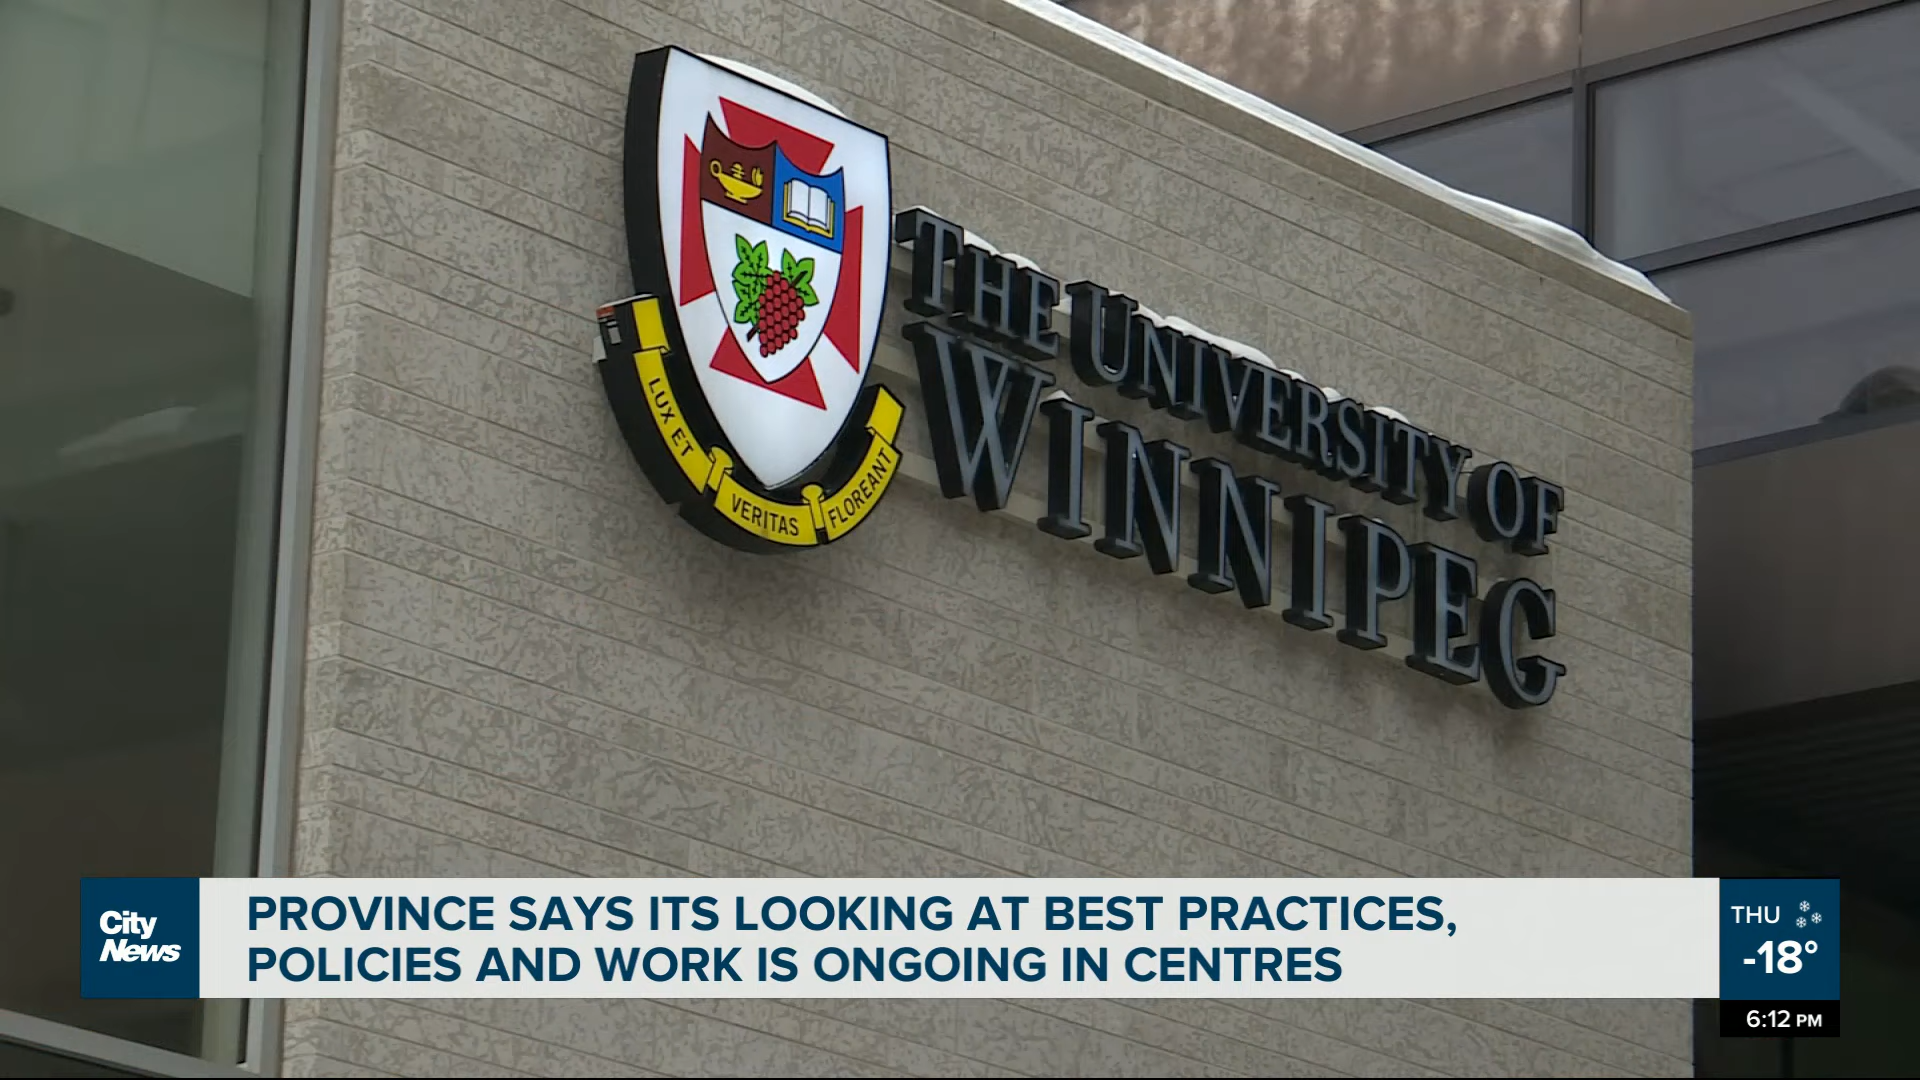 LUX ET
VERITAS
FLOREANT
THE UNIVERSITY OF
WINNIPEG
City
News
PROVINCE SAYS ITS LOOKING AT BEST PRACTICES,
POLICIES AND WORK IS ONGOING IN CENTRES
THU
-18°
6:12 PM